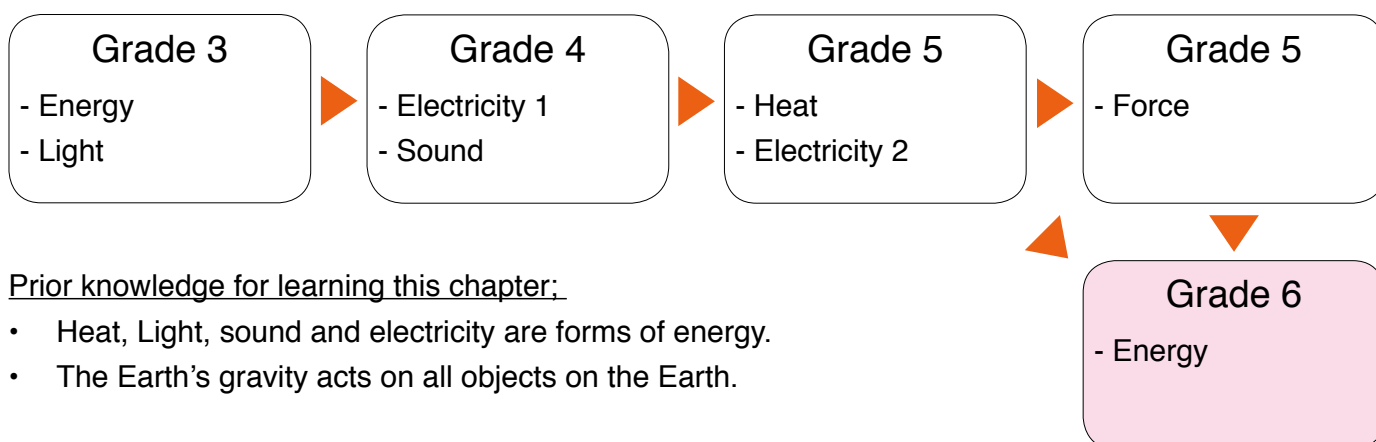 Grade 3
- Energy
- Light
Grade 4
- Electricity 1
- Sound
Grade 5
- Heat
- Electricity 2
Grade 5
- Force
Prior knowledge for learning this chapter;
• Heat, Light, sound and electricity are forms of energy.
• The Earth’s gravity acts on all objects on the Earth.
Grade 6
- Energy